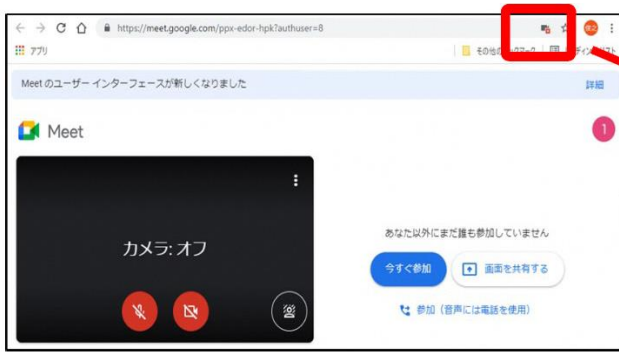 https://meet.google.com/ppx-edor-hpk?authuser=8
アプリ
Meet のユーザー インターフェースが新しくなりました
詳細
Meet
1
カメラ: オフ
あなた以外にまだ誰も参加していません
今すぐ参加
画面を共有する
参加（音声には電話を使用）